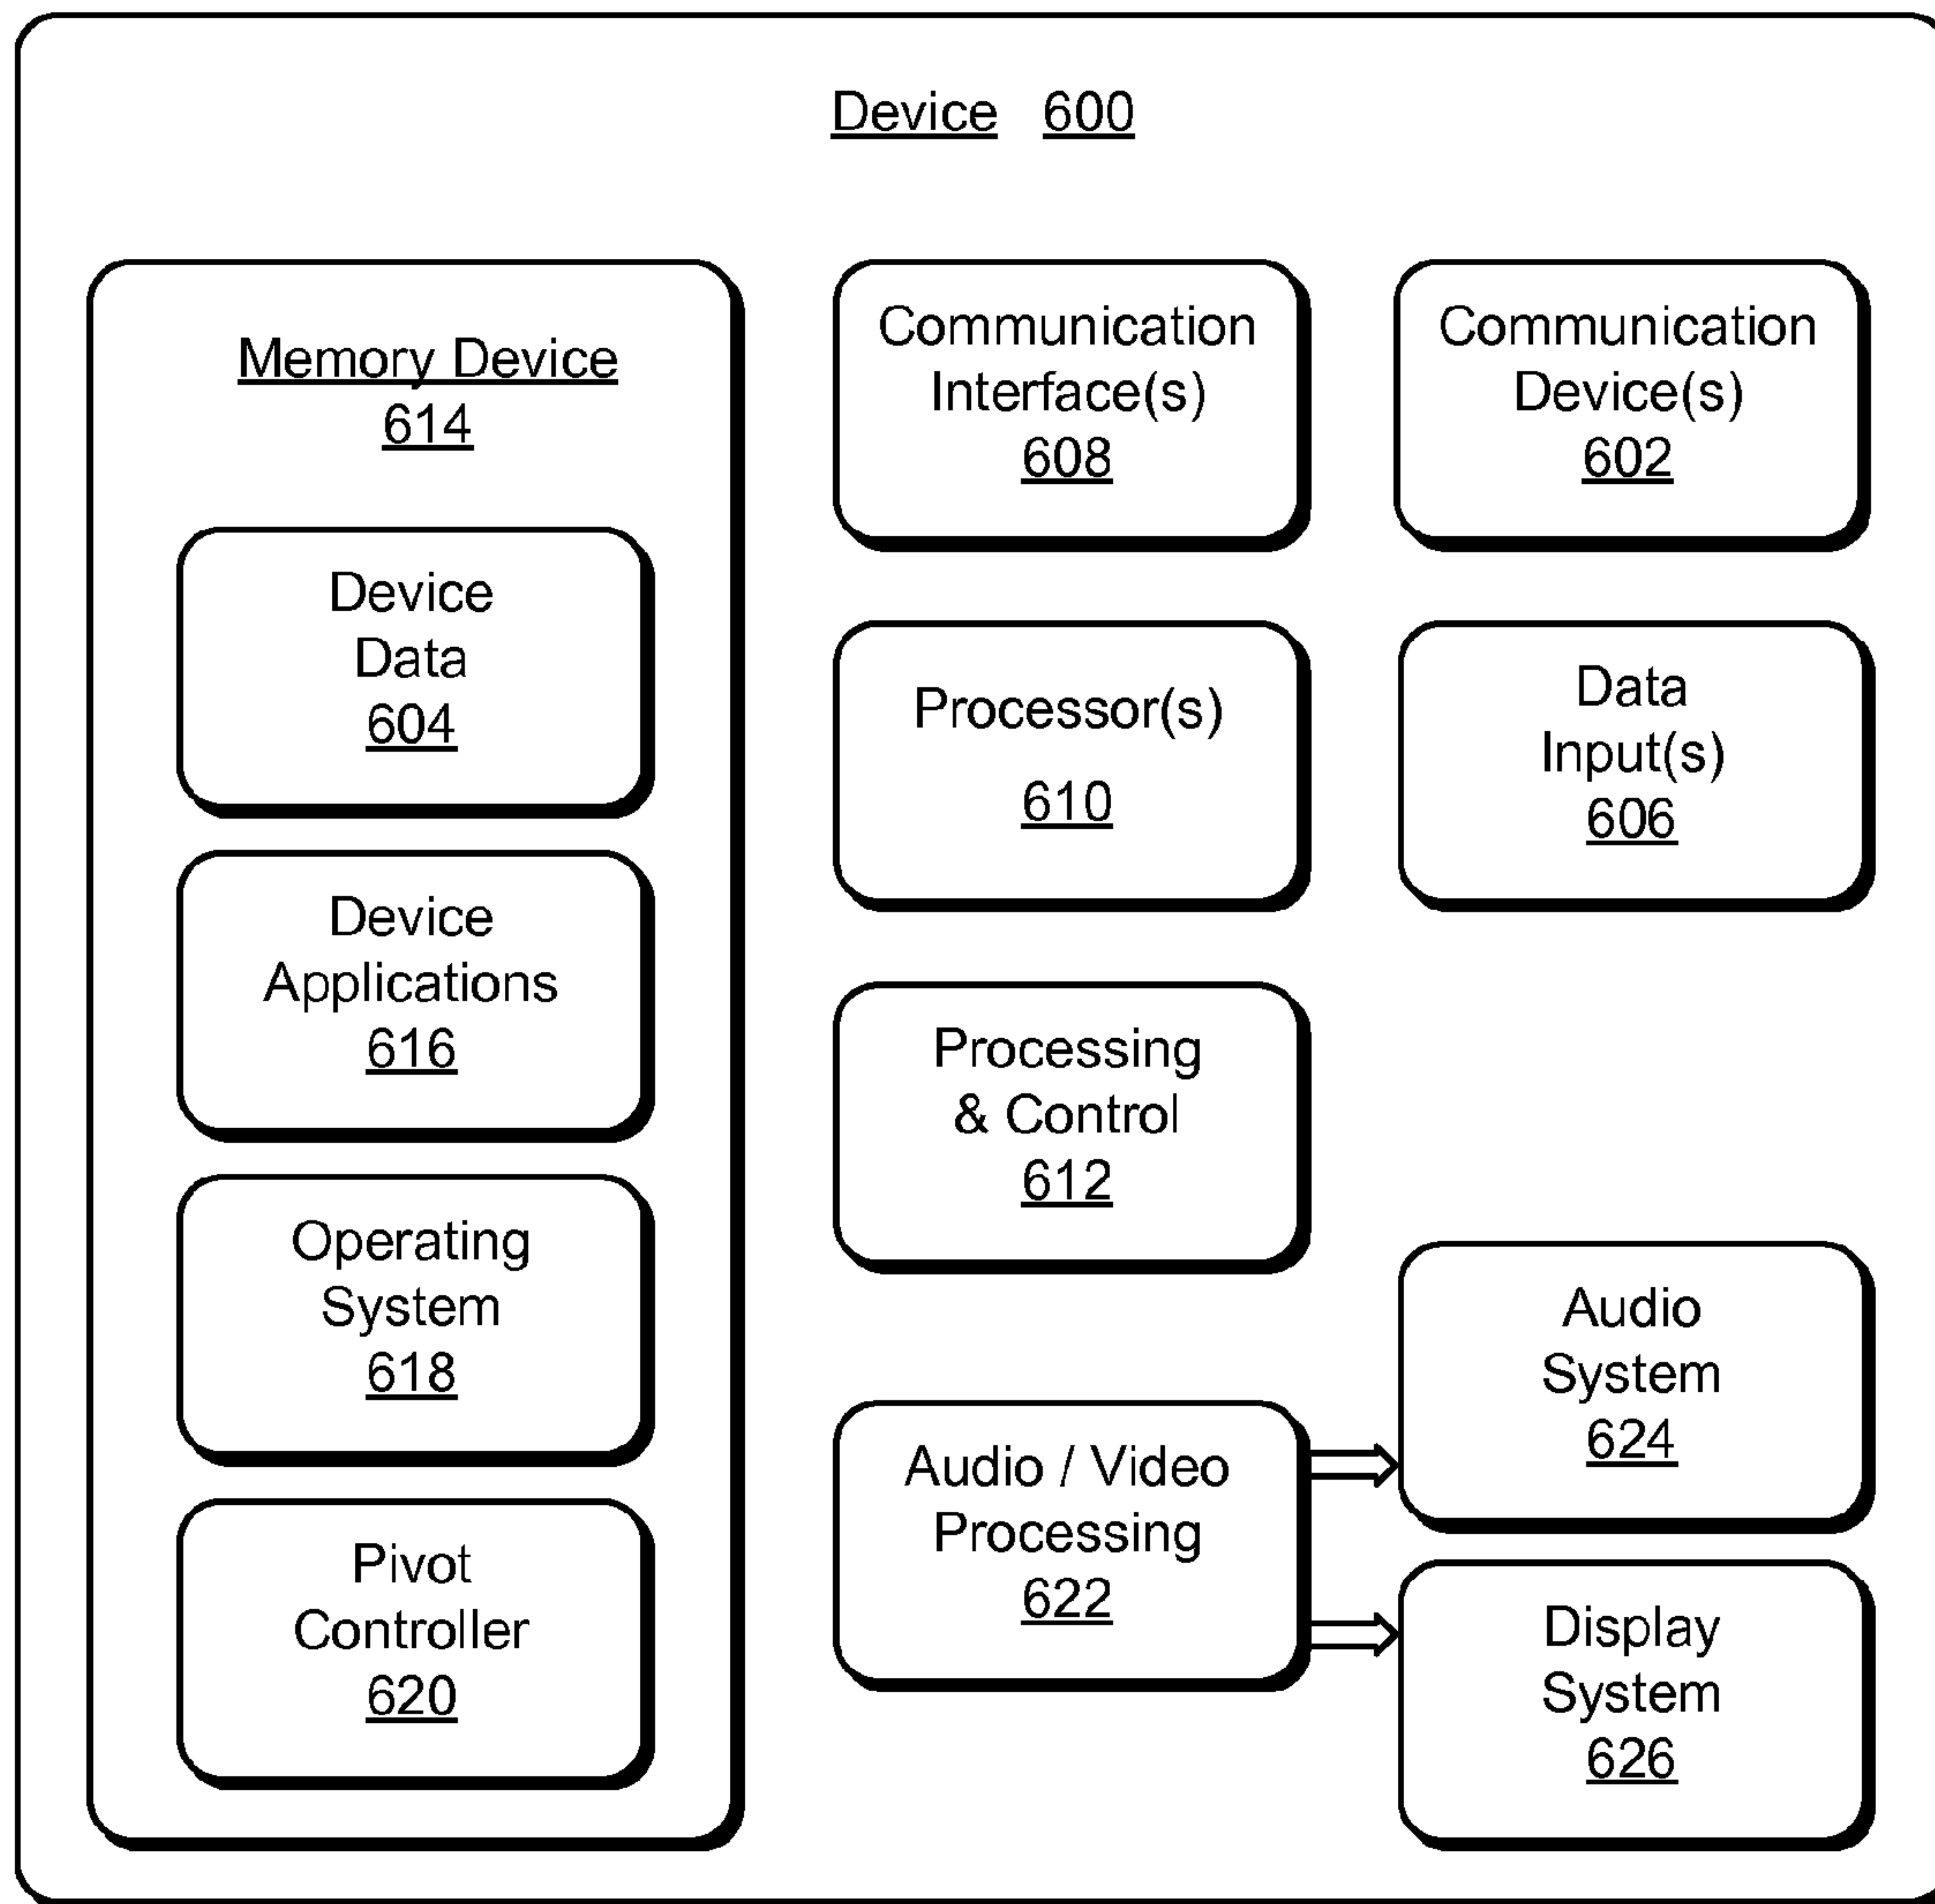 Device 600
Memory Device
614
Device
Data
604
Device
Applications
616
Operating
System
618
Pivot
Controller
620
Communication
Interface(s)
608
Communication
Device(s)
602
Processor(s)
610
Data
Input(s)
606
Processing
& Control
612
Audio / Video
Processing
622
Audio
System
624
Display
System
626